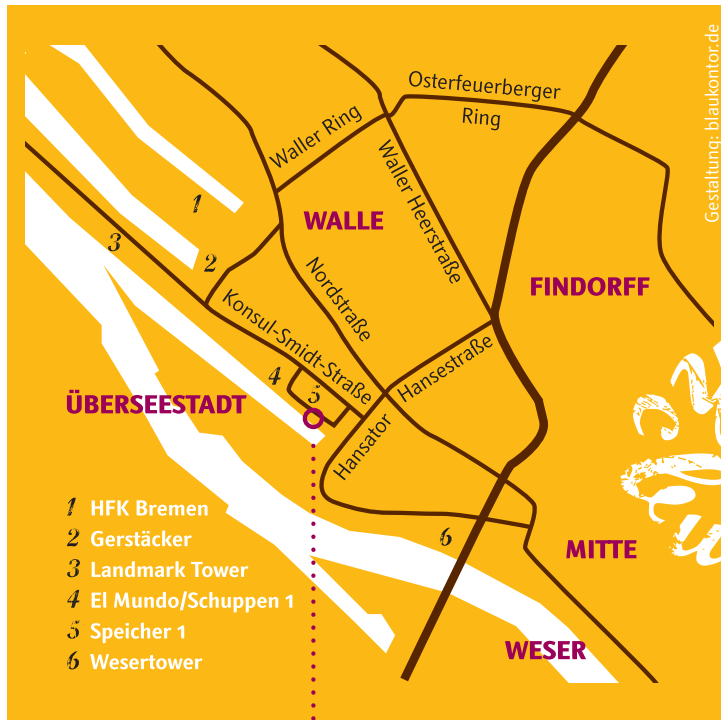 Gestaltung: blaukontor.de
Osterfeuerberger
Ring
Waller Ring
Waller Heerstraße
1
WALLE
3
2
Nordstraße
FINDORFF
Konsul-Smidt-Straße
Hansestraße
4
5
ÜBERSEESTADT
Hansator
6
MITTE
WESER
1 HFK Bremen
2 Gerstäcker
3 Landmark Tower
4 El Mundo/Schuppen 1
5 Speicher 1
6 Wesertower